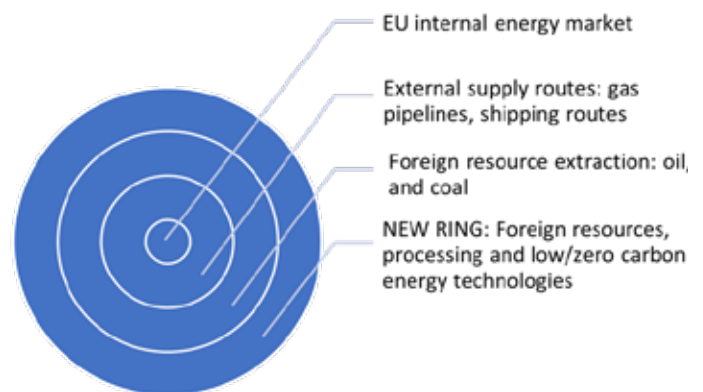 EU internal energy market
External supply routes: gas
pipelines, shipping routes
Foreign resource extraction: oil,
and coal
NEW RING: Foreign resources,
processing and low/zero carbon
energy technologies